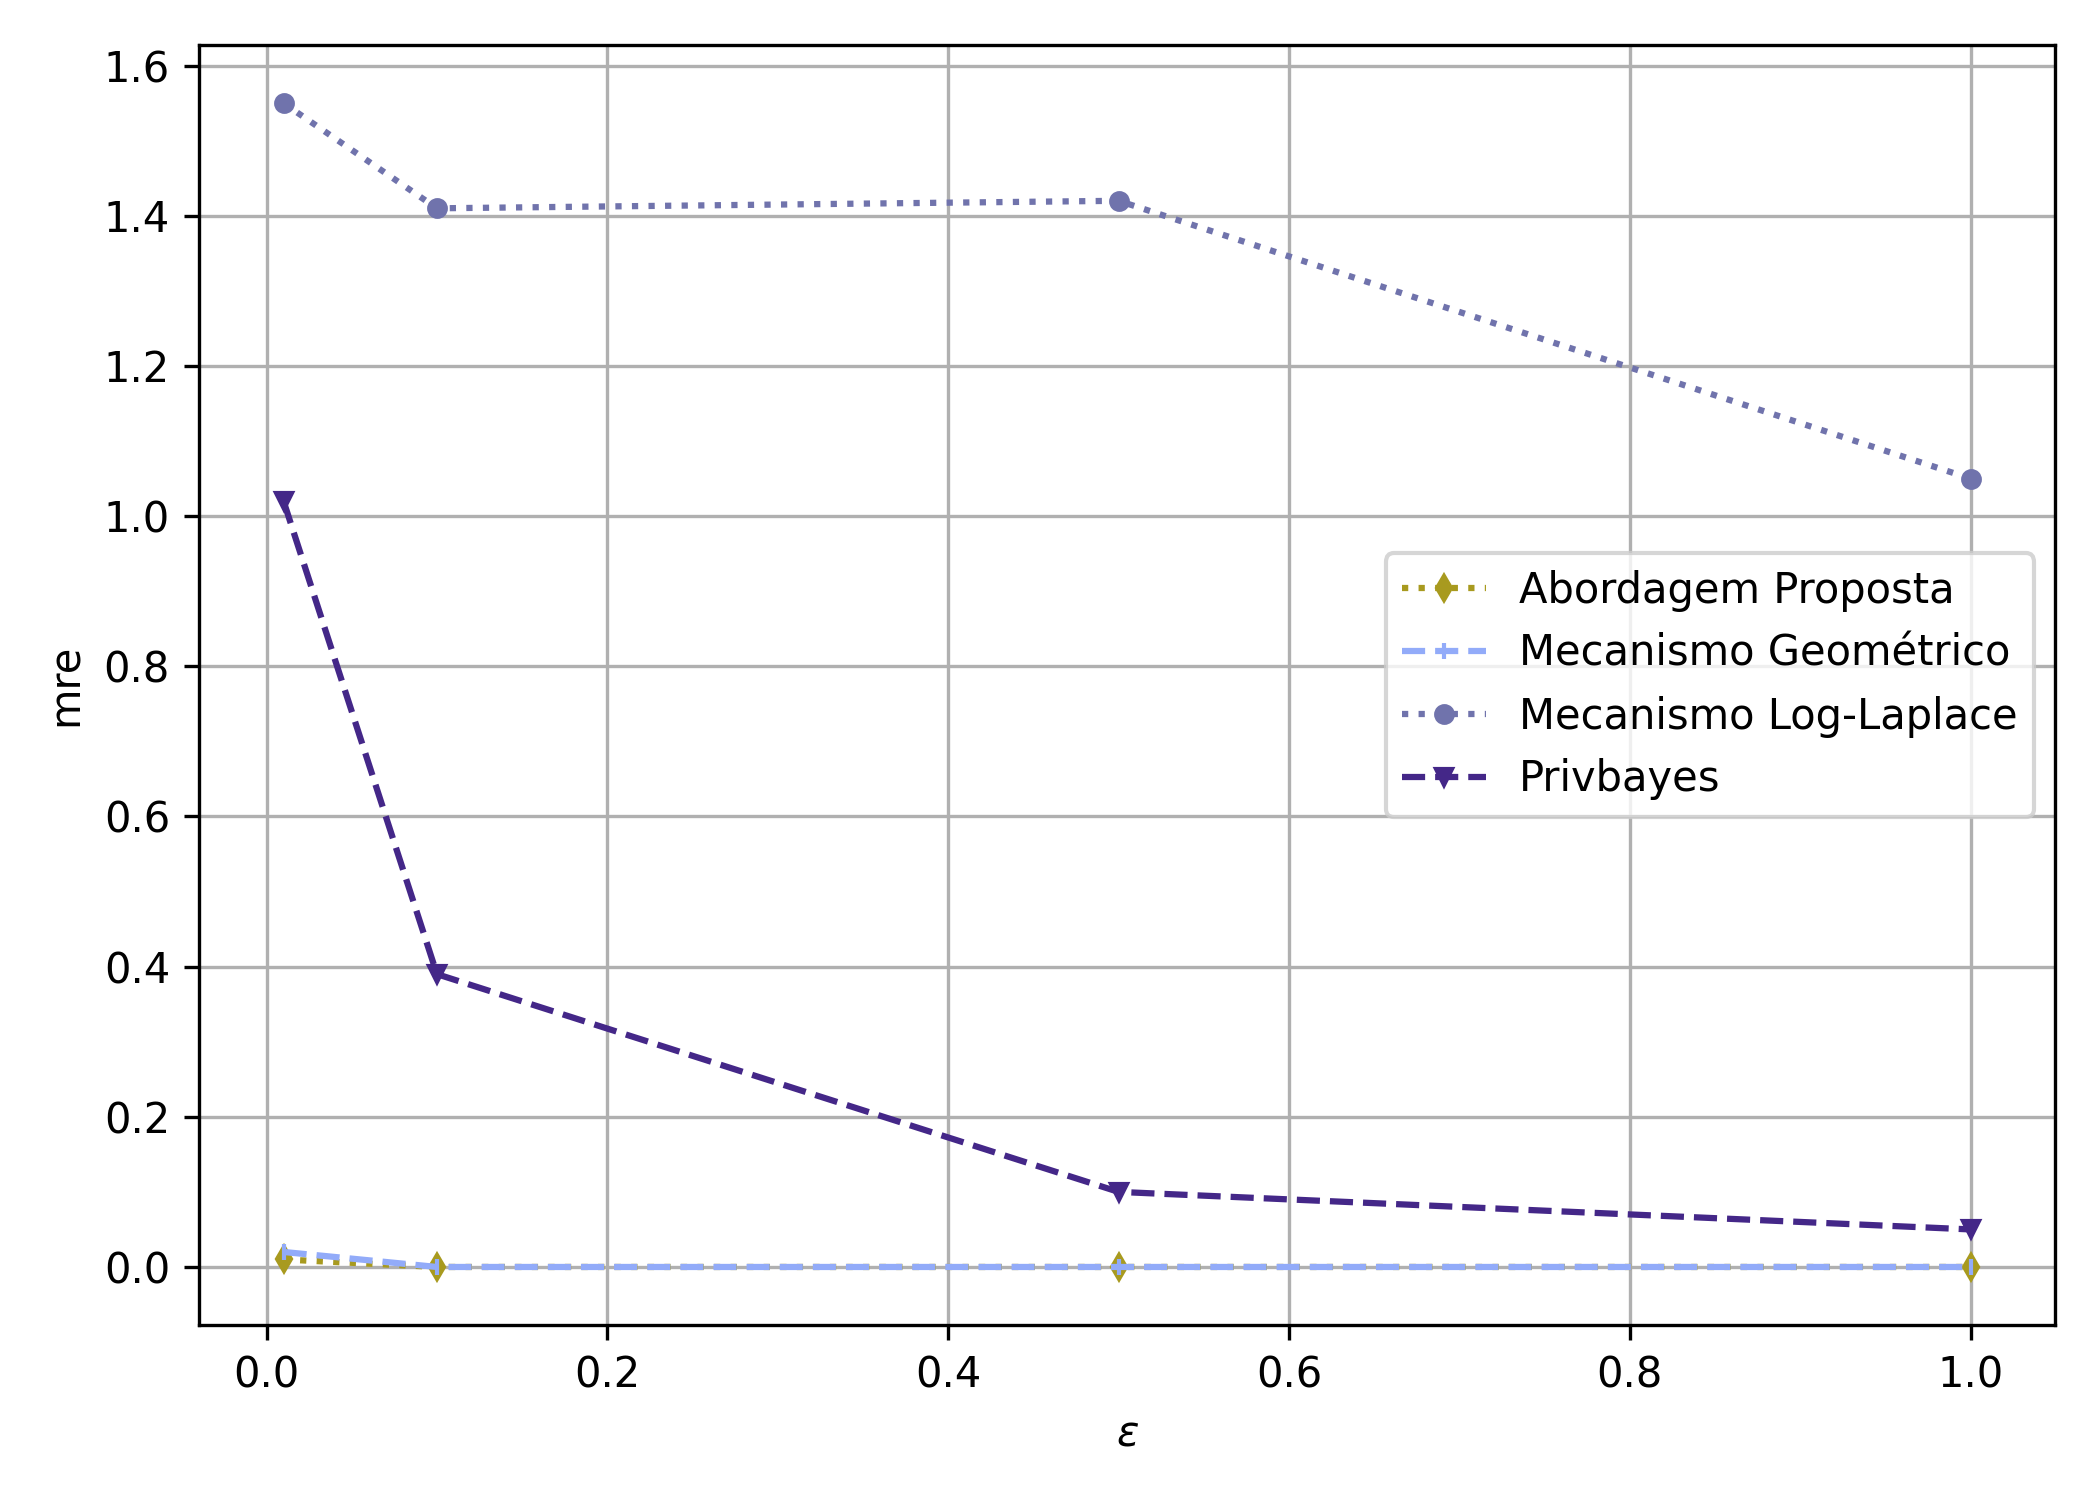 1.6
1.4
1.2
1.0
0.8
0.6
0.4
0.2
0.0
mre
Abordagem Proposta
Mecanismo Geométrico
Mecanismo Log-Laplace
Privbayes
0.0 0.2 0.4 0.6 0.8 1.0
ε